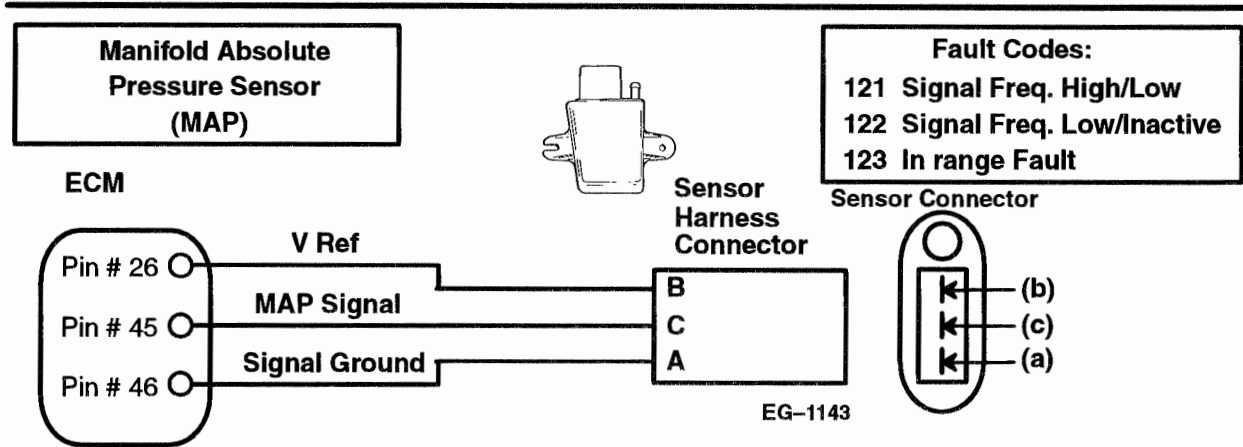 Manifold Absolute
Pressure Sensor
(MAP)
Fault Codes:
121 Signal Freq. High/Low
122 Signal Freq. Low/Inactive
123 In range Fault
ECM
Sensor
Harness
Connector
Sensor Connector
Pin # 26
V Ref
B
(b)
Pin # 45
MAP Signal
C
(c)
Pin # 46
Signal Ground
A
(a)
EG–1143